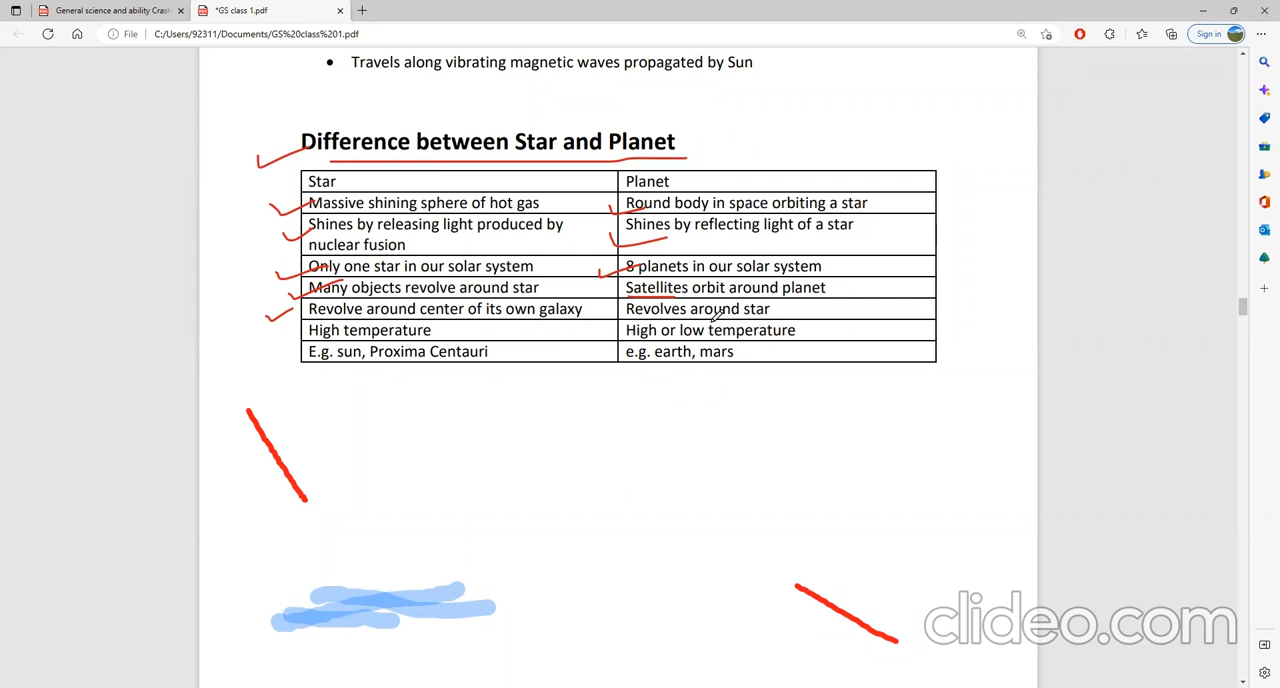 General science and ability Crash
*GS class 1.pdf
File
C:/Users/92311/Documents/GS%20class%201.pdf
Sign in
• Travels along vibrating magnetic waves propagated by Sun
Difference between Star and Planet
Star
Planet
Massive shining sphere of hot gas
Round body in space orbiting a star
Shines by releasing light produced by
nuclear fusion
Shines by reflecting light of a star
Only one star in our solar system
8 planets in our solar system
Many objects revolve around star
Satellites orbit around planet
Revolve around center of its own galaxy
Revolves around star
High temperature
High or low temperature
E.g. sun, Proxima Centauri
e.g. earth, mars
clideo.com